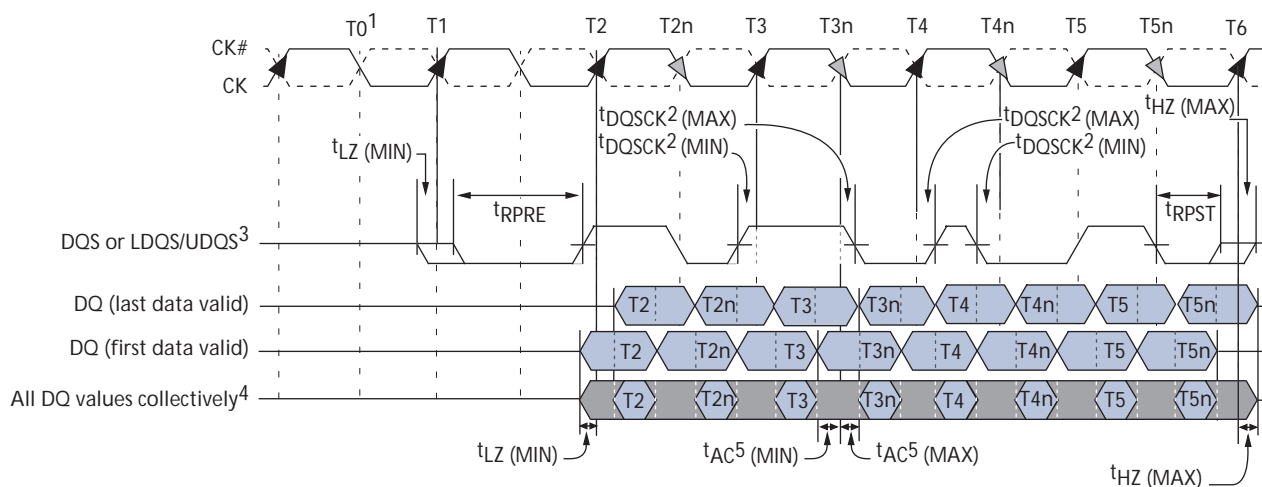 T0¹ T1 T2 T2n T3 T3n T4 T4n T5 T5n T6
CK#
CK
tDQSCK² (MAX) tDQSCK² (MAX) tHZ (MAX)
tLZ (MIN) tDQSCK² (MIN) tDQSCK² (MIN)
tRPRE tRPST
DQS or LDQS/UDQS³
DQ (last data valid) T2 T2n T3 T3n T4 T4n T5 T5n
DQ (first data valid) T2 T2n T3 T3n T4 T4n T5 T5n
All DQ values collectively⁴ T2 T2n T3 T3n T4 T4n T5 T5n
tLZ (MIN) tAC⁵ (MIN) tAC⁵ (MAX)
tHZ (MAX)